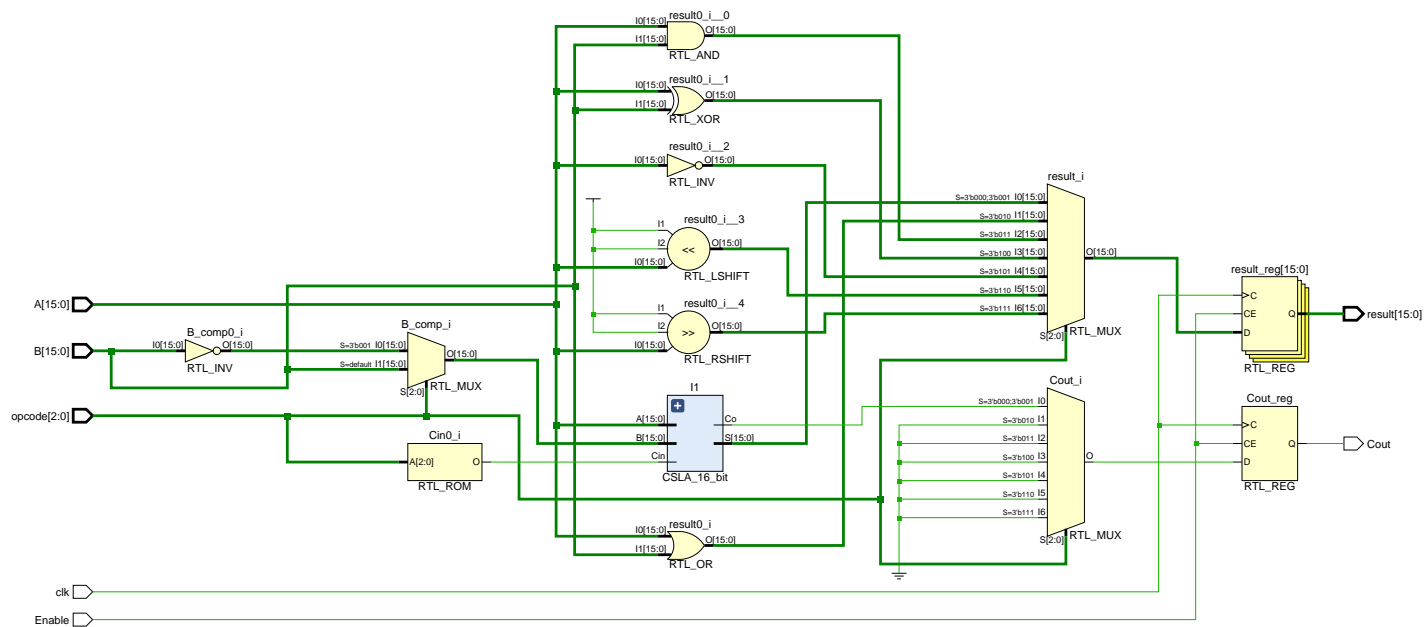 result0_i__0
I0[15:0]
I1[15:0]
O[15:0]
RTL_AND
result0_i__1
I0[15:0]
I1[15:0]
O[15:0]
RTL_XOR
result0_i__2
I0[15:0]
O[15:0]
RTL_INV
result0_i__3
I1
I2
I0[15:0]
<<
O[15:0]
RTL_LSHIFT
result0_i__4
I1
I2
I0[15:0]
>>
O[15:0]
RTL_RSHIFT
A[15:0]
B[15:0]
B_comp0_i
I0[15:0]
O[15:0]
RTL_INV
B_comp_i
S=3'b001 I0[15:0]
S=default I1[15:0]
O[15:0]
S[2:0]
RTL_MUX
opcode[2:0]
Cin0_i
A[2:0]
O
RTL_ROM
I1
A[15:0]
B[15:0]
Cin
Co
S[15:0]
CSLA_16_bit
result0_i
I0[15:0]
I1[15:0]
O[15:0]
RTL_OR
result_i
S=3'b000;3'b001 I0[15:0]
S=3'b010 I1[15:0]
S=3'b011 I2[15:0]
S=3'b100 I3[15:0]
S=3'b101 I4[15:0]
S=3'b110 I5[15:0]
S=3'b111 I6[15:0]
O[15:0]
S[2:0]
RTL_MUX
Cout_i
S=3'b000;3'b001 I0
S=3'b010 I1
S=3'b011 I2
S=3'b100 I3
S=3'b101 I4
S=3'b110 I5
S=3'b111 I6
O
S[2:0]
RTL_MUX
result_reg[15:0]
C
CE
D
Q
RTL_REG
result[15:0]
Cout_reg
C
CE
D
Q
RTL_REG
Cout
clk
Enable